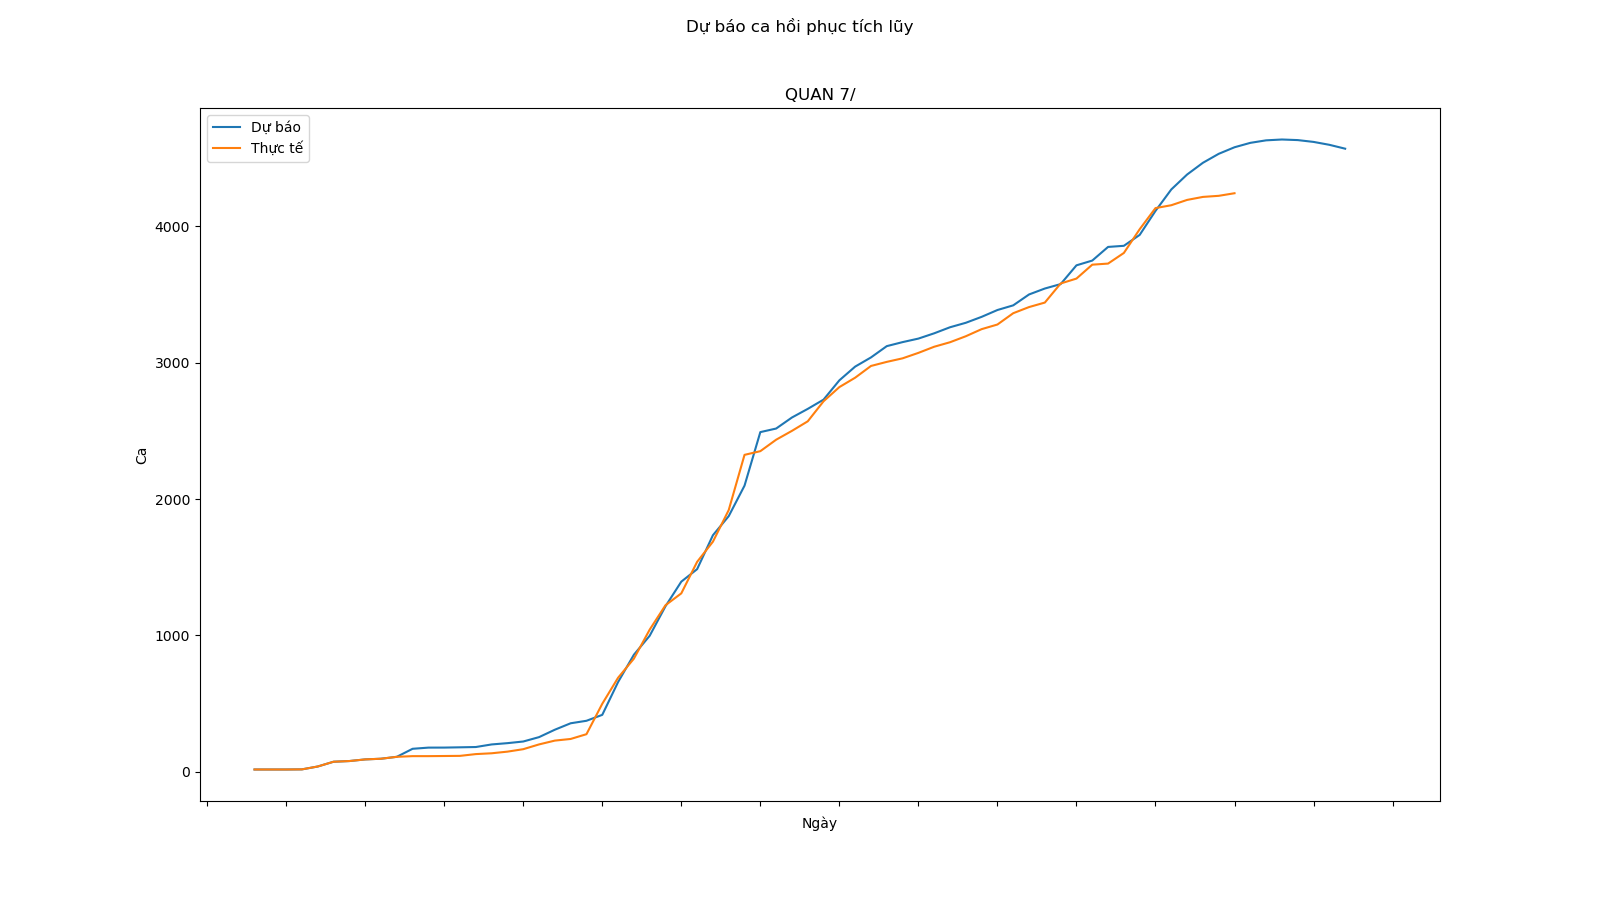 Dự báo ca hồi phục tích lũy
QUAN 7/
Dự báo
Thực tế
4000
3000
2000
1000
0
Ca
Ngày